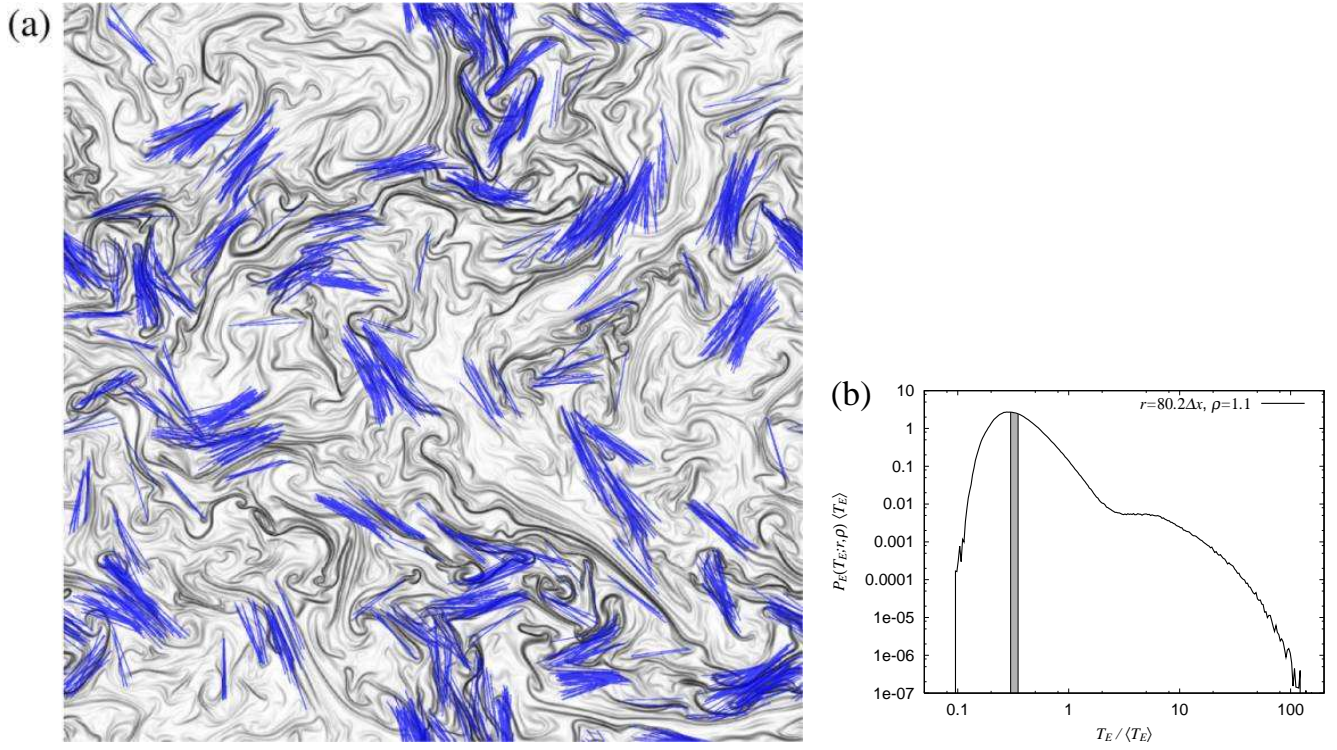 (a)
(b)
r=80.2Δx, ρ=1.1
P_E(T_E;r,ρ) ⟨T_E⟩
10
1
0.1
0.01
0.001
0.0001
1e-05
1e-06
1e-07
0.1 1 10 100
T_E / ⟨T_E⟩